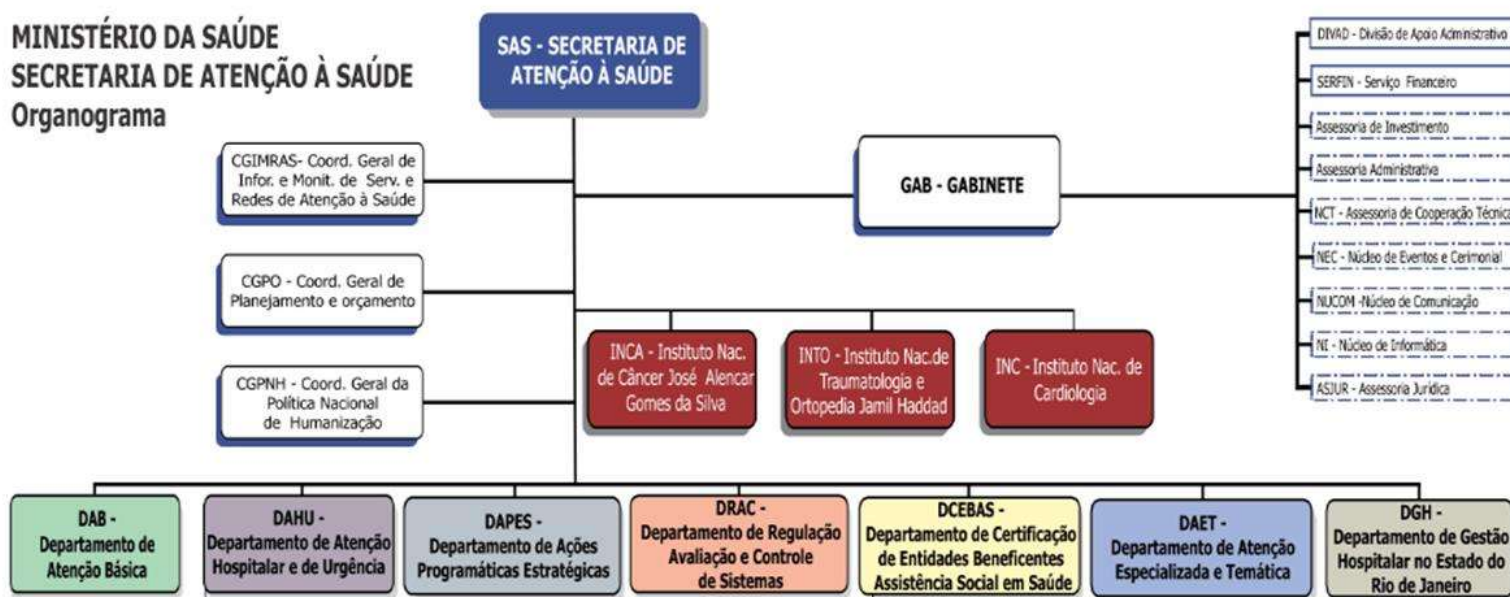 MINISTÉRIO DA SAÚDE
SECRETARIA DE ATENÇÃO À SAÚDE
Organograma
SAS - SECRETARIA DE
ATENÇÃO À SAÚDE
CGIMRAS- Coord. Geral de
Infor. e Monit. de Serv. e
Redes de Atenção à Saúde
GAB - GABINETE
DIVAD - Divisão de Apoio Administrativo
SERFIN - Serviço Financeiro
Assessoria de Investimento
Assessoria Administrativa
NCT - Assessoria de Cooperação Técnica
NEC - Núcleo de Eventos e Cerimonial
NUCOM -Núcleo de Comunicação
NI - Núcleo de Informática
ASJUR - Assessoria Jurídica
CGPO - Coord. Geral de
Planejamento e orçamento
CGPNH - Coord. Geral da
Política Nacional
de Humanização
INCA - Instituto Nac.
de Câncer José Alencar
Gomes da Silva
INTO - Instituto Nac.de
Traumatologia e
Ortopedia Jamil Haddad
INC - Instituto Nac. de
Cardiologia
DAB -
Departamento de
Atenção Básica
DAHU -
Departamento de Atenção
Hospitalar e de Urgência
DAPES -
Departamento de Ações
Programáticas Estratégicas
DRAC -
Departamento de Regulação
Avaliação e Controle
de Sistemas
DCEBAS -
Departamento de Certificação
de Entidades Beneficentes
Assistência Social em Saúde
DAET -
Departamento de Atenção
Especializada e Temática
DGH -
Departamento de Gestão
Hospitalar no Estado do
Rio de Janeiro